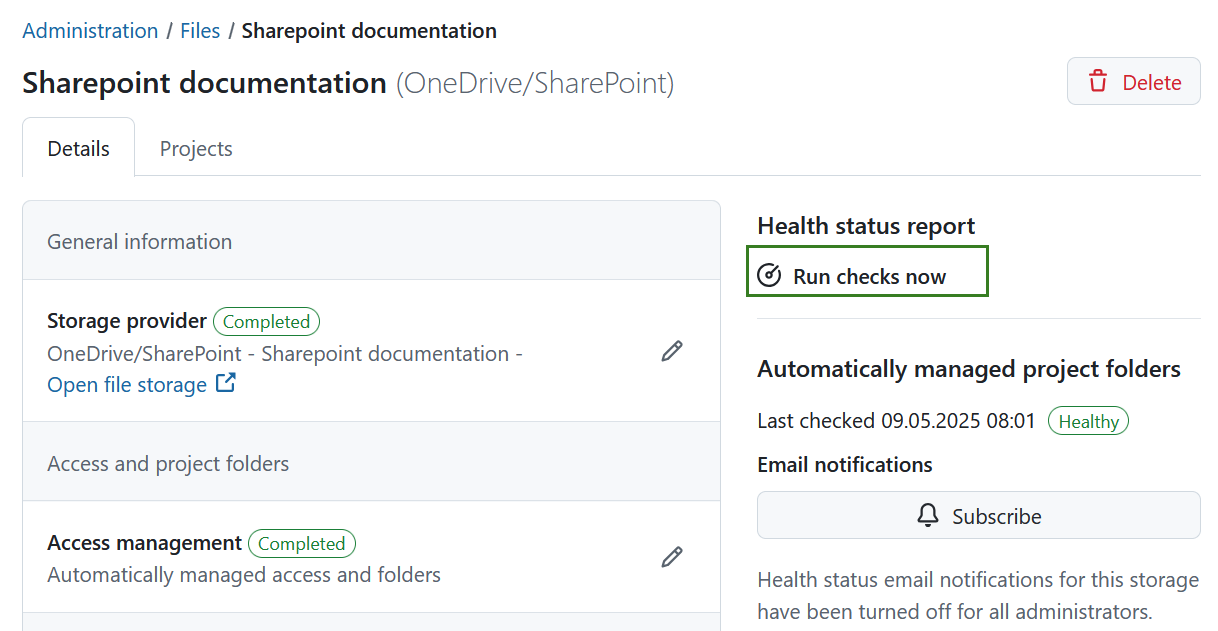 Administration / Files / Sharepoint documentation
Sharepoint documentation (OneDrive/SharePoint)
Delete
Details
Projects
General information
Storage provider Completed
OneDrive/SharePoint - Sharepoint documentation -
Open file storage
Access and project folders
Access management Completed
Automatically managed access and folders
Health status report
Run checks now
Automatically managed project folders
Last checked 09.05.2025 08:01 Healthy
Email notifications
Subscribe
Health status email notifications for this storage
have been turned off for all administrators.